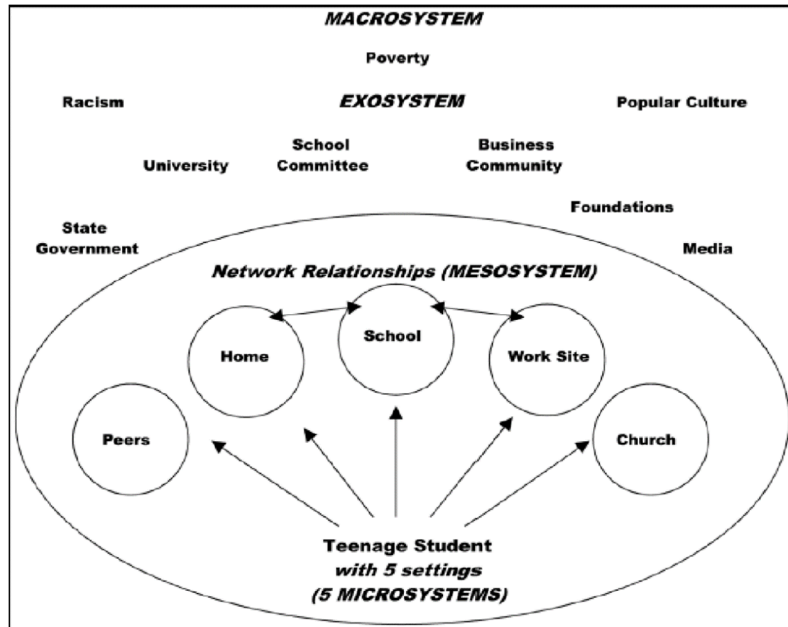 MACROSYSTEM
Poverty
Racism
EXOSYSTEM
Popular Culture
University
School
Committee
Business
Community
Foundations
State
Government
Media
Network Relationships (MESOSYSTEM)
Home
School
Work Site
Peers
Church
Teenage Student
with 5 settings
(5 MICROSYSTEMS)